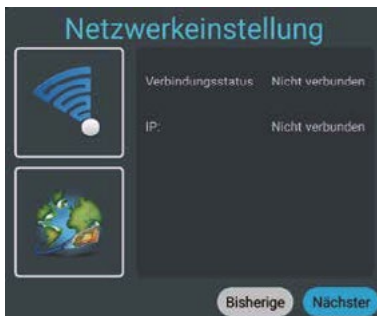 Netzwerkeinstellung
Verbindungsstatus Nicht verbunden
IP: Nicht verbunden
Bisherige Nächster